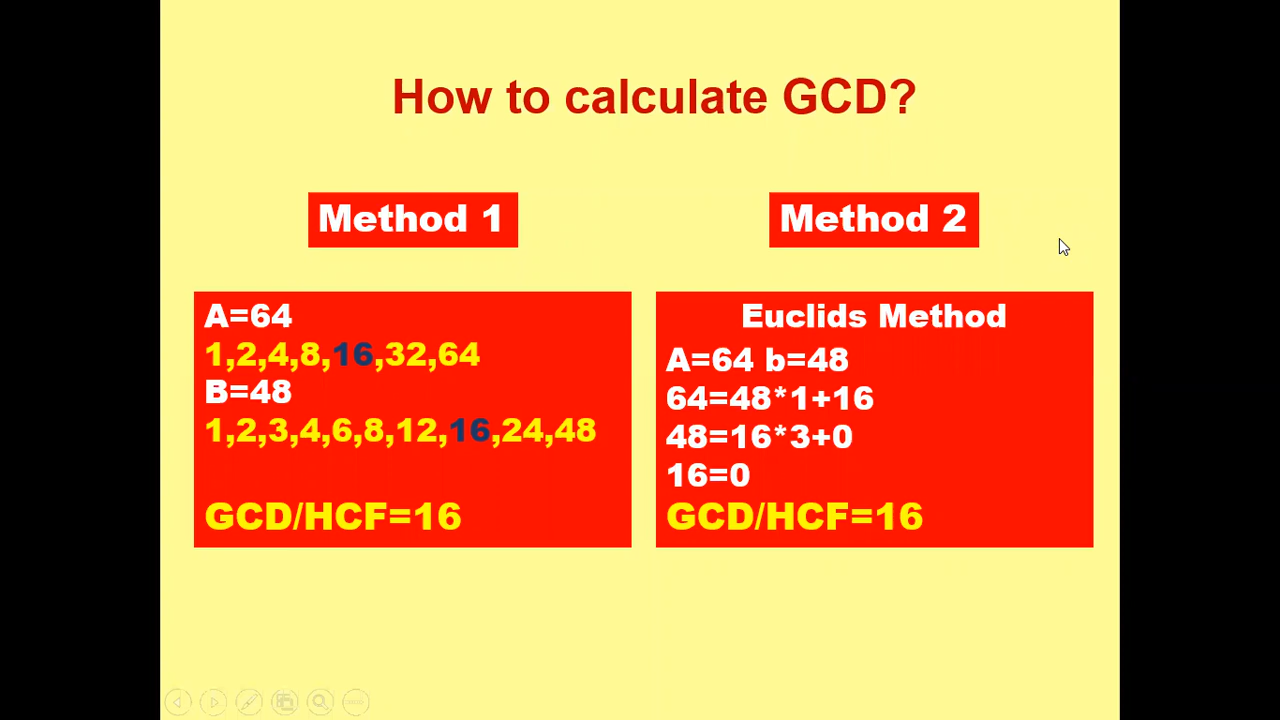 How to calculate GCD?
Method 1
A=64
1,2,4,8,16,32,64
B=48
1,2,3,4,6,8,12,16,24,48
GCD/HCF=16
Method 2
Euclids Method
A=64 b=48
64=48*1+16
48=16*3+0
16=0
GCD/HCF=16